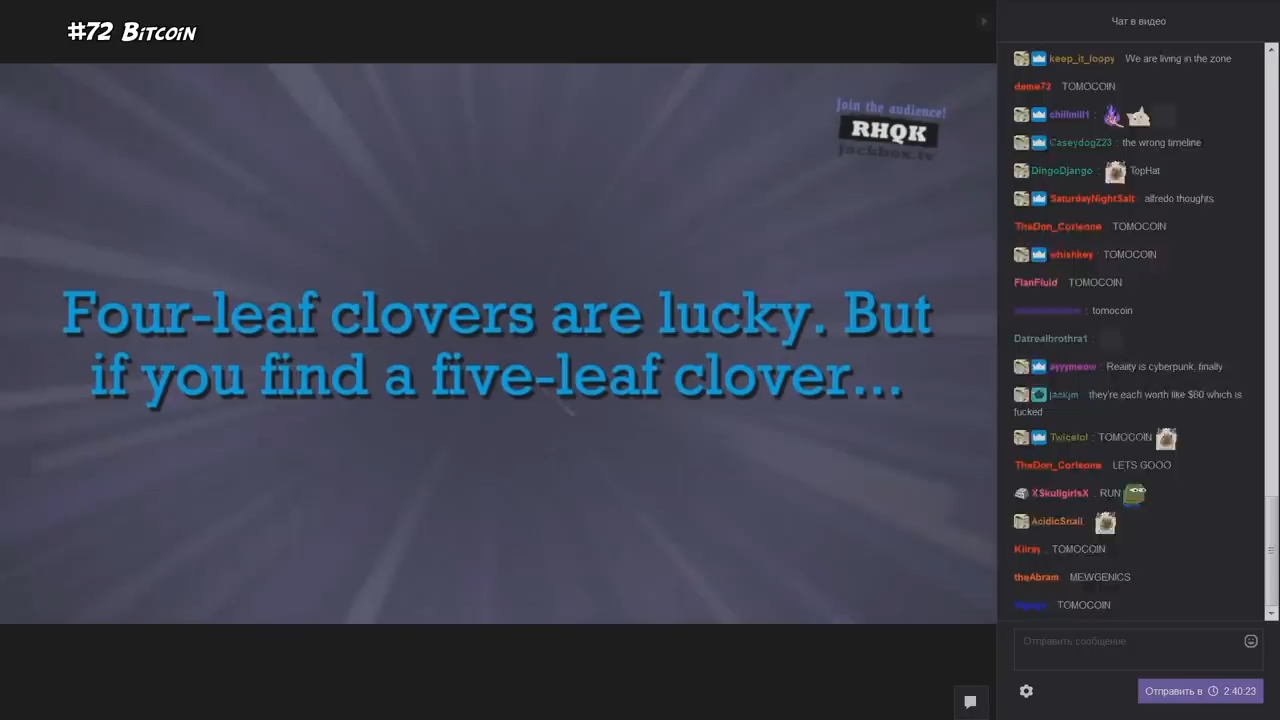 #72 Bitcoin
Join the audience!
RHQK
jackbox.tv
Four-leaf clovers are lucky. But
if you find a five-leaf clover...
Чат в видео
keep_it_loopy We are living in the zone
dome72 TOMOCOIN
chillmill1 :
CaseydogZ23 : the wrong timeline
DingoDjango : TopHat
SaturdayNightSalt alfredo thoughts
TheDon_Corleone TOMOCOIN
whishkey TOMOCOIN
FlanFluid TOMOCOIN
: tomocoin
Datrealbrothra1
ayymeow : Reality is cyberpunk, finally
jackjm they're each worth like $60 which is
fucked
Twicelol : TOMOCOIN
TheDon_Corleone LETS GOOO
XSkullgirlsX . RUN
AcidicSnail
TOMOCOIN
theAbram MEWGENICS
TOMOCOIN
Отправить сообщение
Отправить в 2:40:23